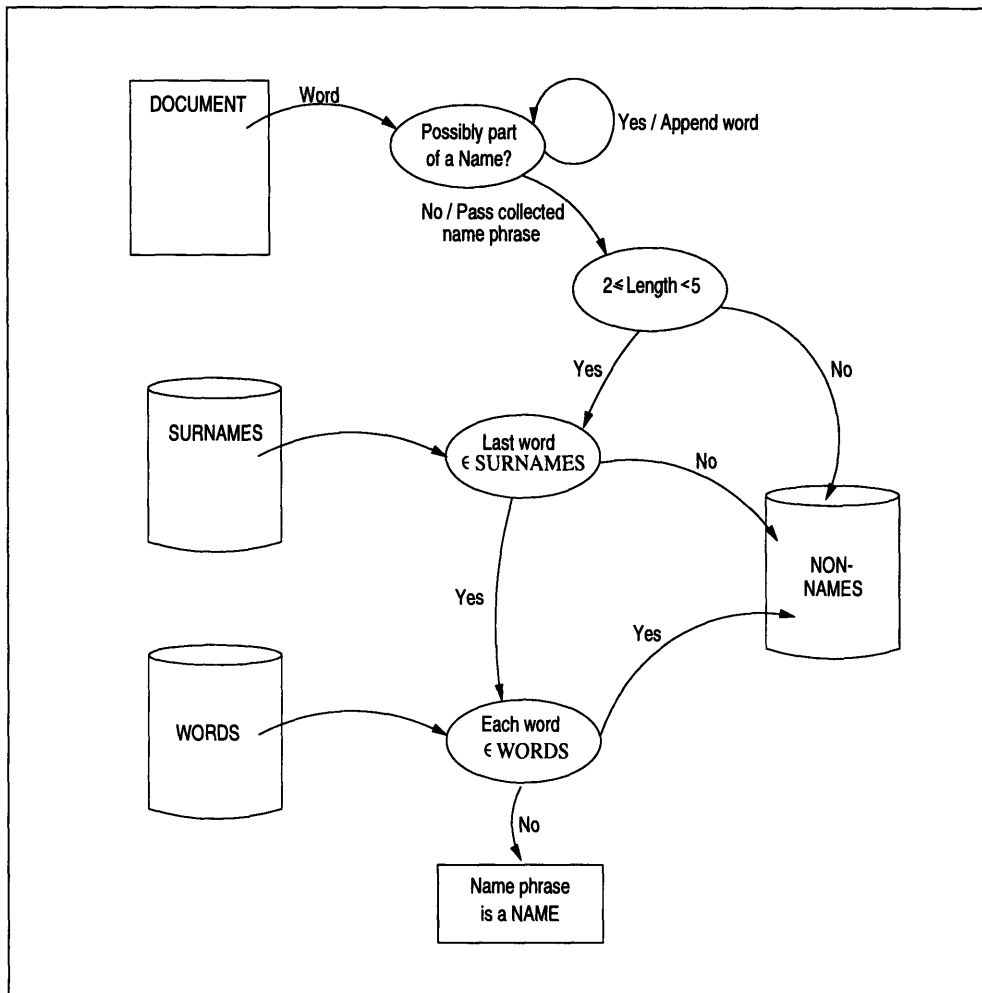 DOCUMENT
Word
Possibly part
of a Name?
Yes / Append word
No / Pass collected
name phrase
2≤Length<5
Yes
No
SURNAMES
Last word
ϵ SURNAMES
No
NON-
NAMES
Yes
Yes
WORDS
Each word
ϵ WORDS
No
Name phrase
is a NAME